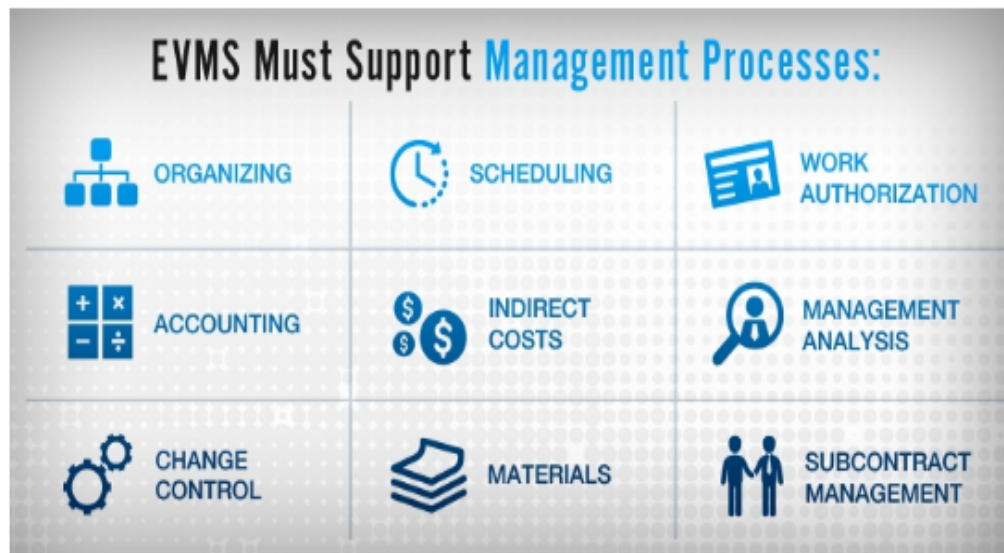 EVMS Must Support Management Processes:
ORGANIZING
SCHEDULING
WORK
AUTHORIZATION
ACCOUNTING
INDIRECT
COSTS
MANAGEMENT
ANALYSIS
CHANGE
CONTROL
MATERIALS
SUBCONTRACT
MANAGEMENT